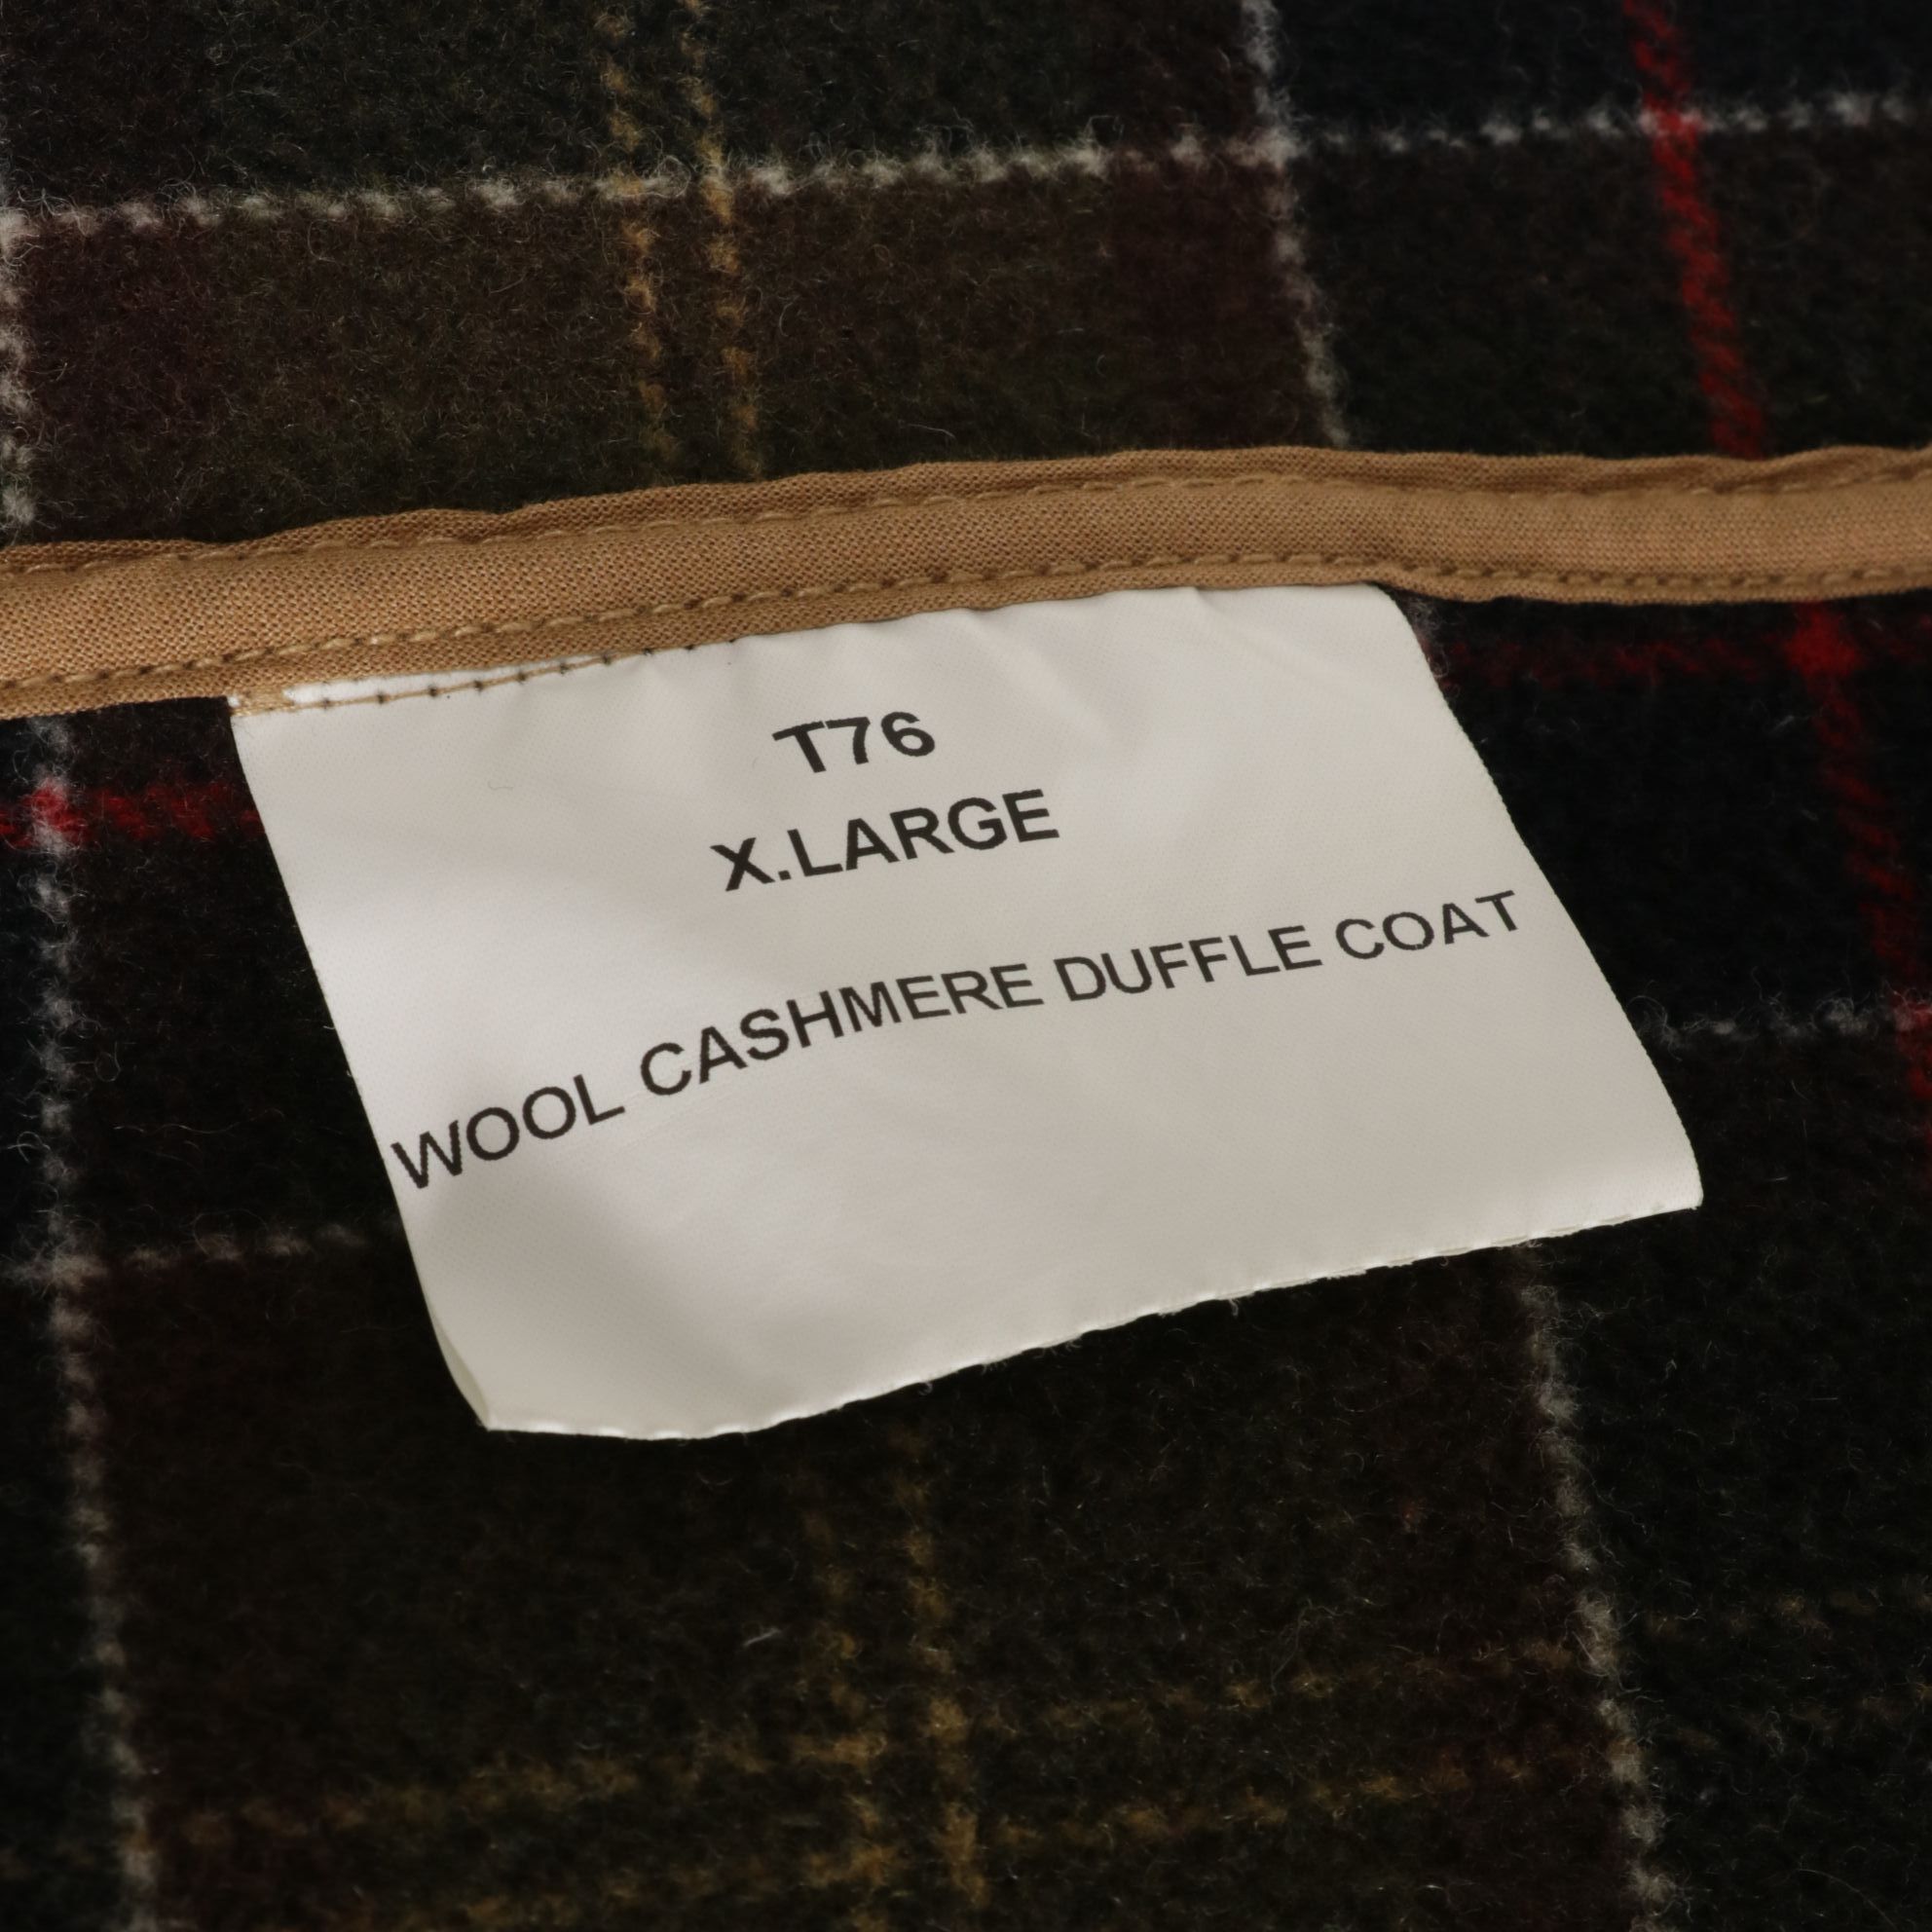 T76
X.LARGE
WOOL CASHMERE DUFFLE COAT